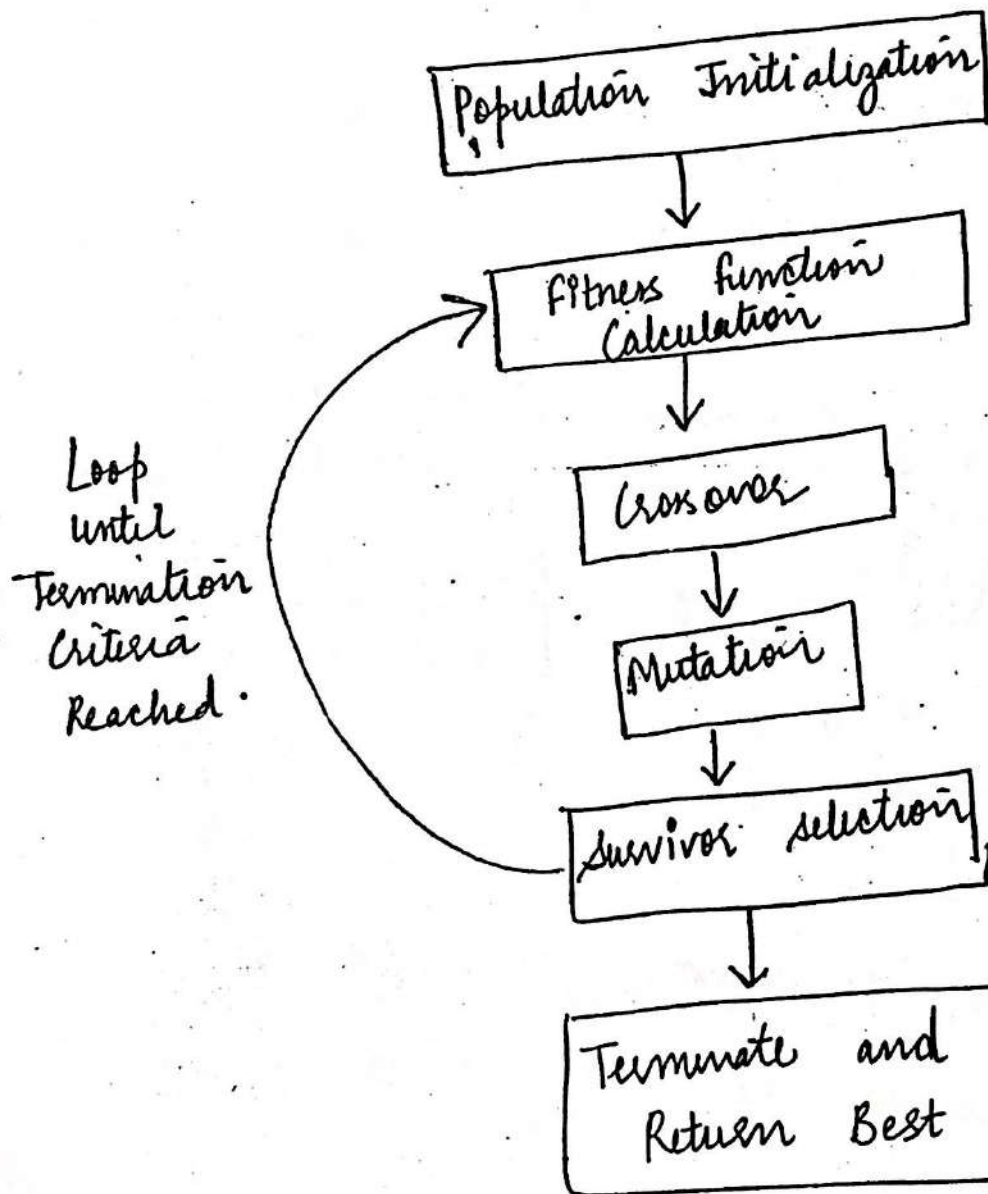 Population Initialization
Fitness function
Calculation
Crossover
Mutation
Survivor selection
Terminate and
Return Best
Loop
until
Termination
Criteria
Reached.